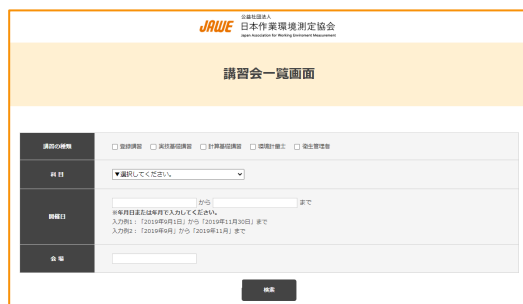 公益社団法人
JAWE 日本作業環境測定協会
Japan Association for Working Environment Measurement
講習会一覧画面
講習の種類 登録講習 実技基礎講習 計算基礎講習 環境計量士 衛生管理者
科目 ▼選択してください。
開催日 から まで
※年月日または年月で入力してください。
入力例1：「2019年9月1日」から「2019年11月30日」まで
入力例2：「2019年9月」から「2019年11月」まで
会場
検索